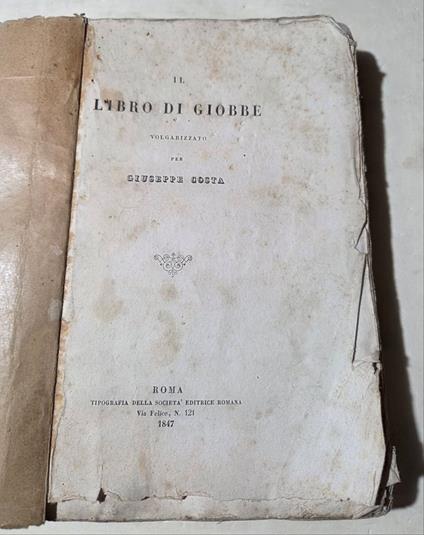 IL
LIBRO DI GIOBBE
VOLGARIZZATO
PER
GIUSEPPE COSTA
ROMA
TIPOGRAFIA DELLA SOCIETA' EDITRICE ROMANA
Via Felice, N. 121
1847